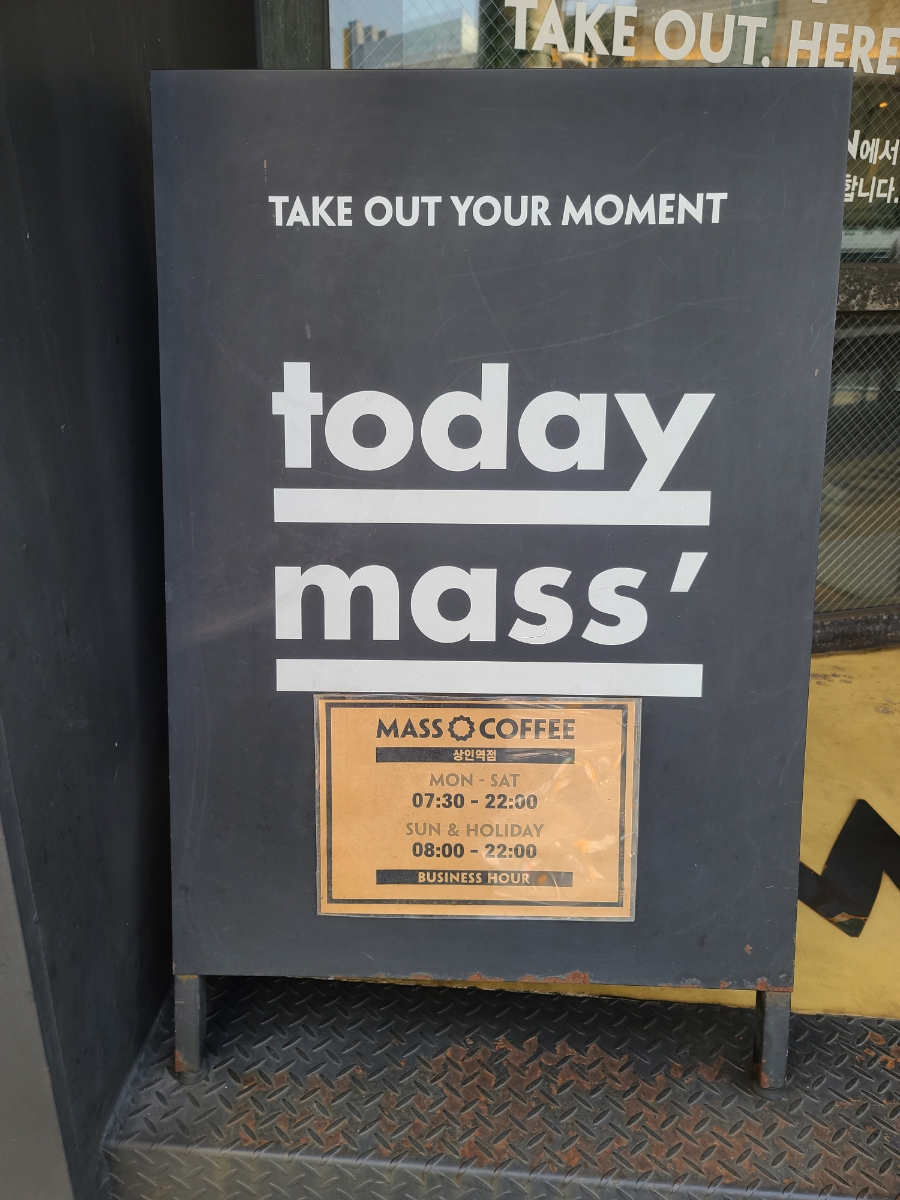 TAKE OUT. HERE
에서
합니다.
TAKE OUT YOUR MOMENT
today
mass’
MASS COFFEE
상인역점
MON - SAT
07:30 - 22:00
SUN & HOLIDAY
08:00 - 22:00
BUSINESS HOUR